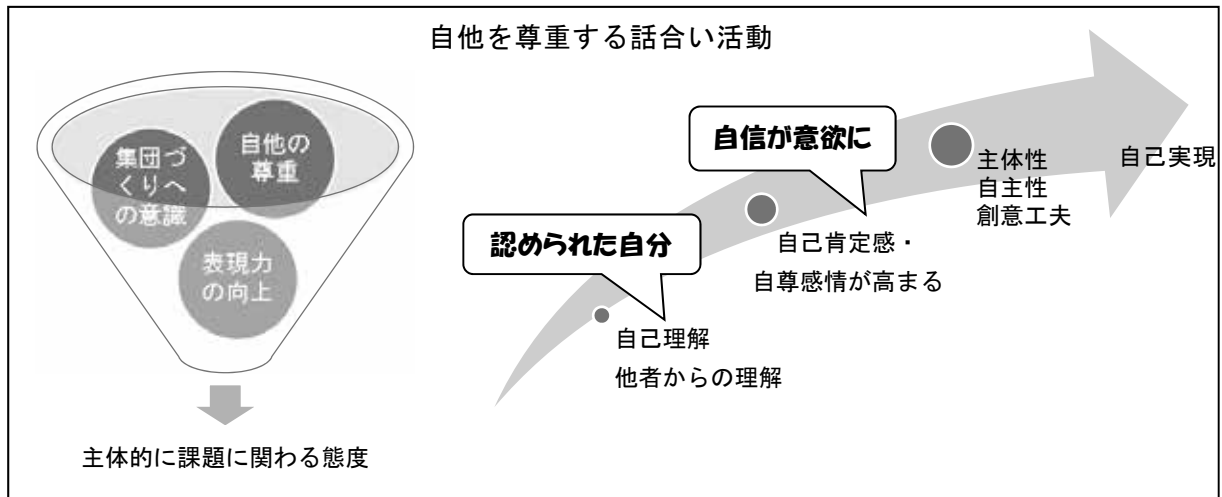 自他を尊重する話合い活動
集団づ
くりへ
の意識
自他の
尊重
表現力
の向上
主体的に課題に関わる態度
認められた自分
自己理解
他者からの理解
自信が意欲に
自己肯定感・
自尊感情が高まる
主体性
自主性
創意工夫
自己実現